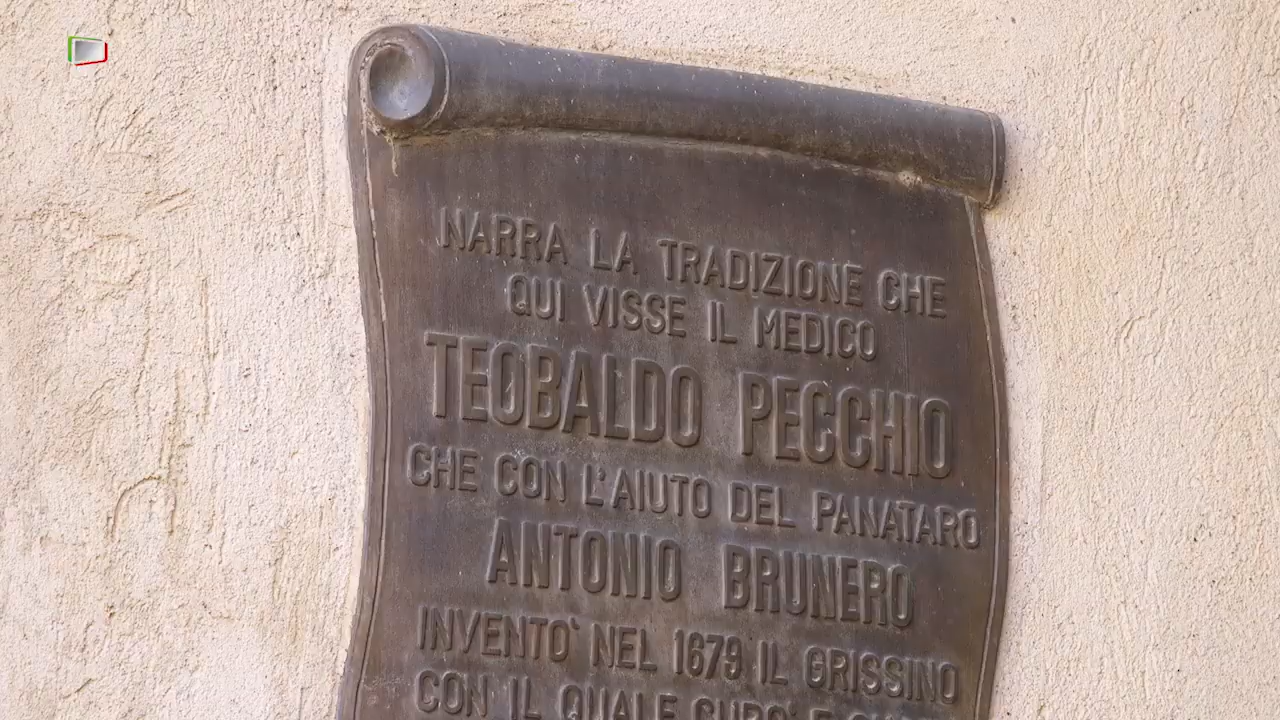 NARRA LA TRADIZIONE CHE
QUI VISSE IL MEDICO
TEOBALDO PECCHIO
CHE CON L'AIUTO DEL PANATARO
ANTONIO BRUNERO
INVENTO' NEL 1679 IL GRISSINO
CON IL QUALE CURO' E